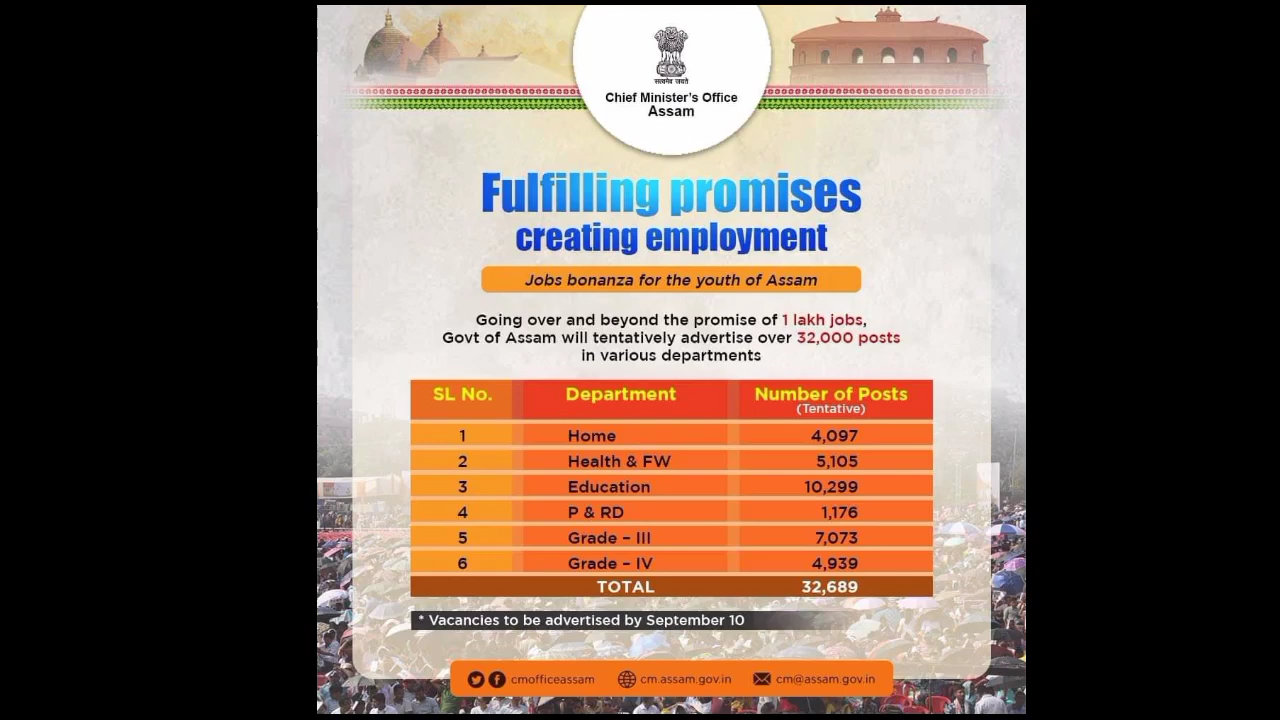 सत्यमेव जयते
Chief Minister's Office
Assam
Fulfilling promises
creating employment
Jobs bonanza for the youth of Assam
Going over and beyond the promise of 1 lakh jobs,
Govt of Assam will tentatively advertise over 32,000 posts
in various departments
SL No. Department Number of Posts
(Tentative)
1 Home 4,097
2 Health & FW 5,105
3 Education 10,299
4 P & RD 1,176
5 Grade – III 7,073
6 Grade – IV 4,939
TOTAL 32,689
* Vacancies to be advertised by September 10
cmofficeassam cm.assam.gov.in cm@assam.gov.in